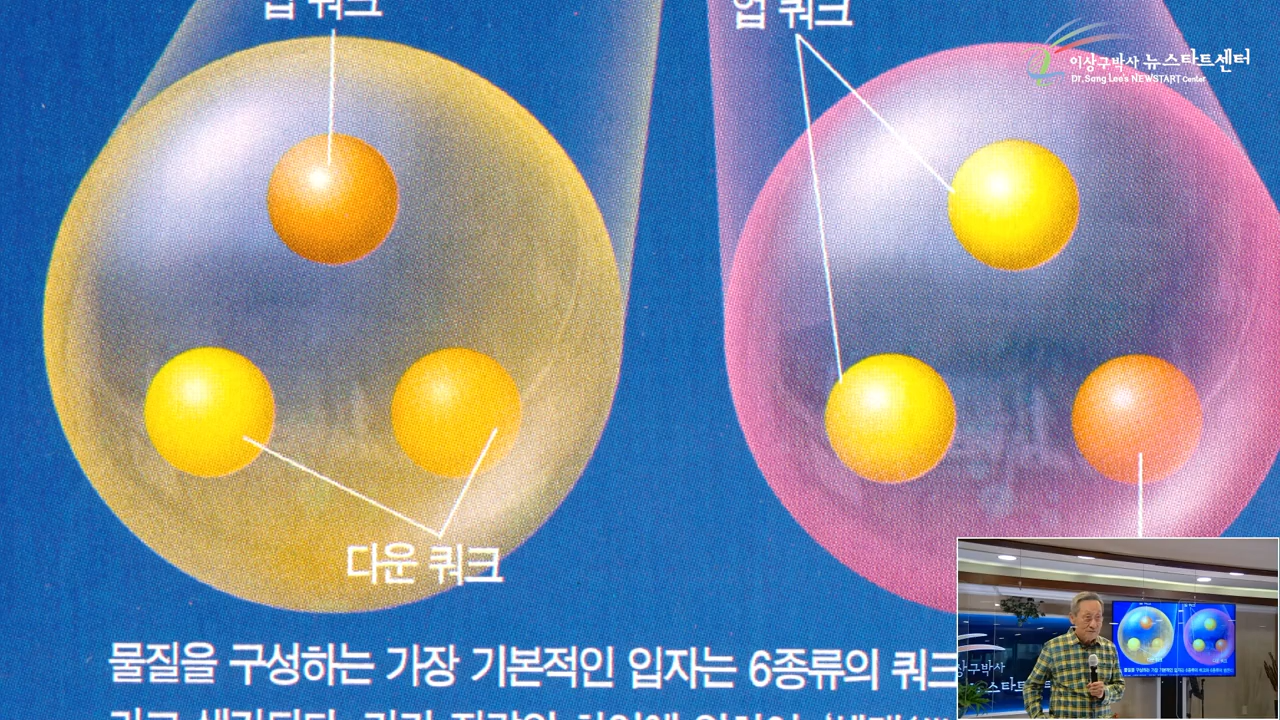 업 쿼크
업 쿼크
이상구박사 뉴스타트센터
Dr.Sang Lee's NEWSTART Center
다운 쿼크
물질을 구성하는 가장 기본적인 입자는 6종류의 쿼크